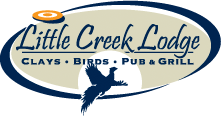 Little Creek Lodge
Clays • Birds • Pub & Grill